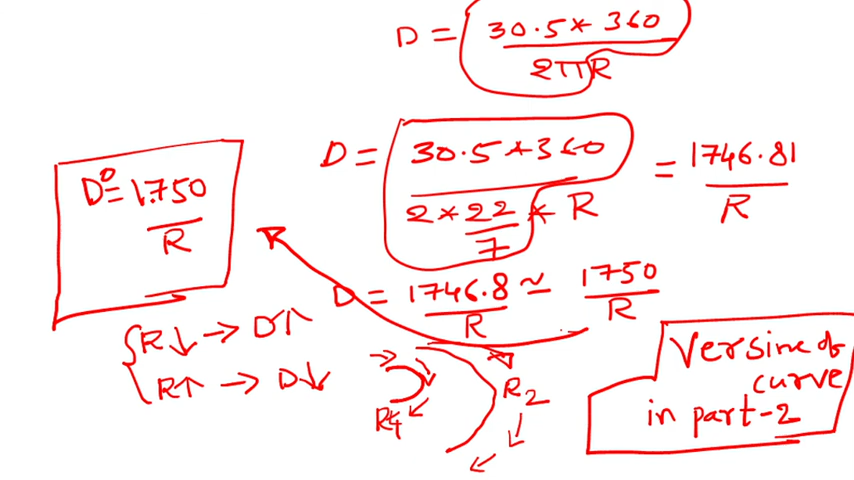 D = 30.5 * 360 / 2πR
D = 30.5 * 360 / 2 * 22/7 * R = 1746.81 / R
D° = 1750 / R
D = 1746.8 / R ≃ 1750 / R
{ R↓ → D↑
R↑ → D↓
R2
Versine of
curve
in part-2